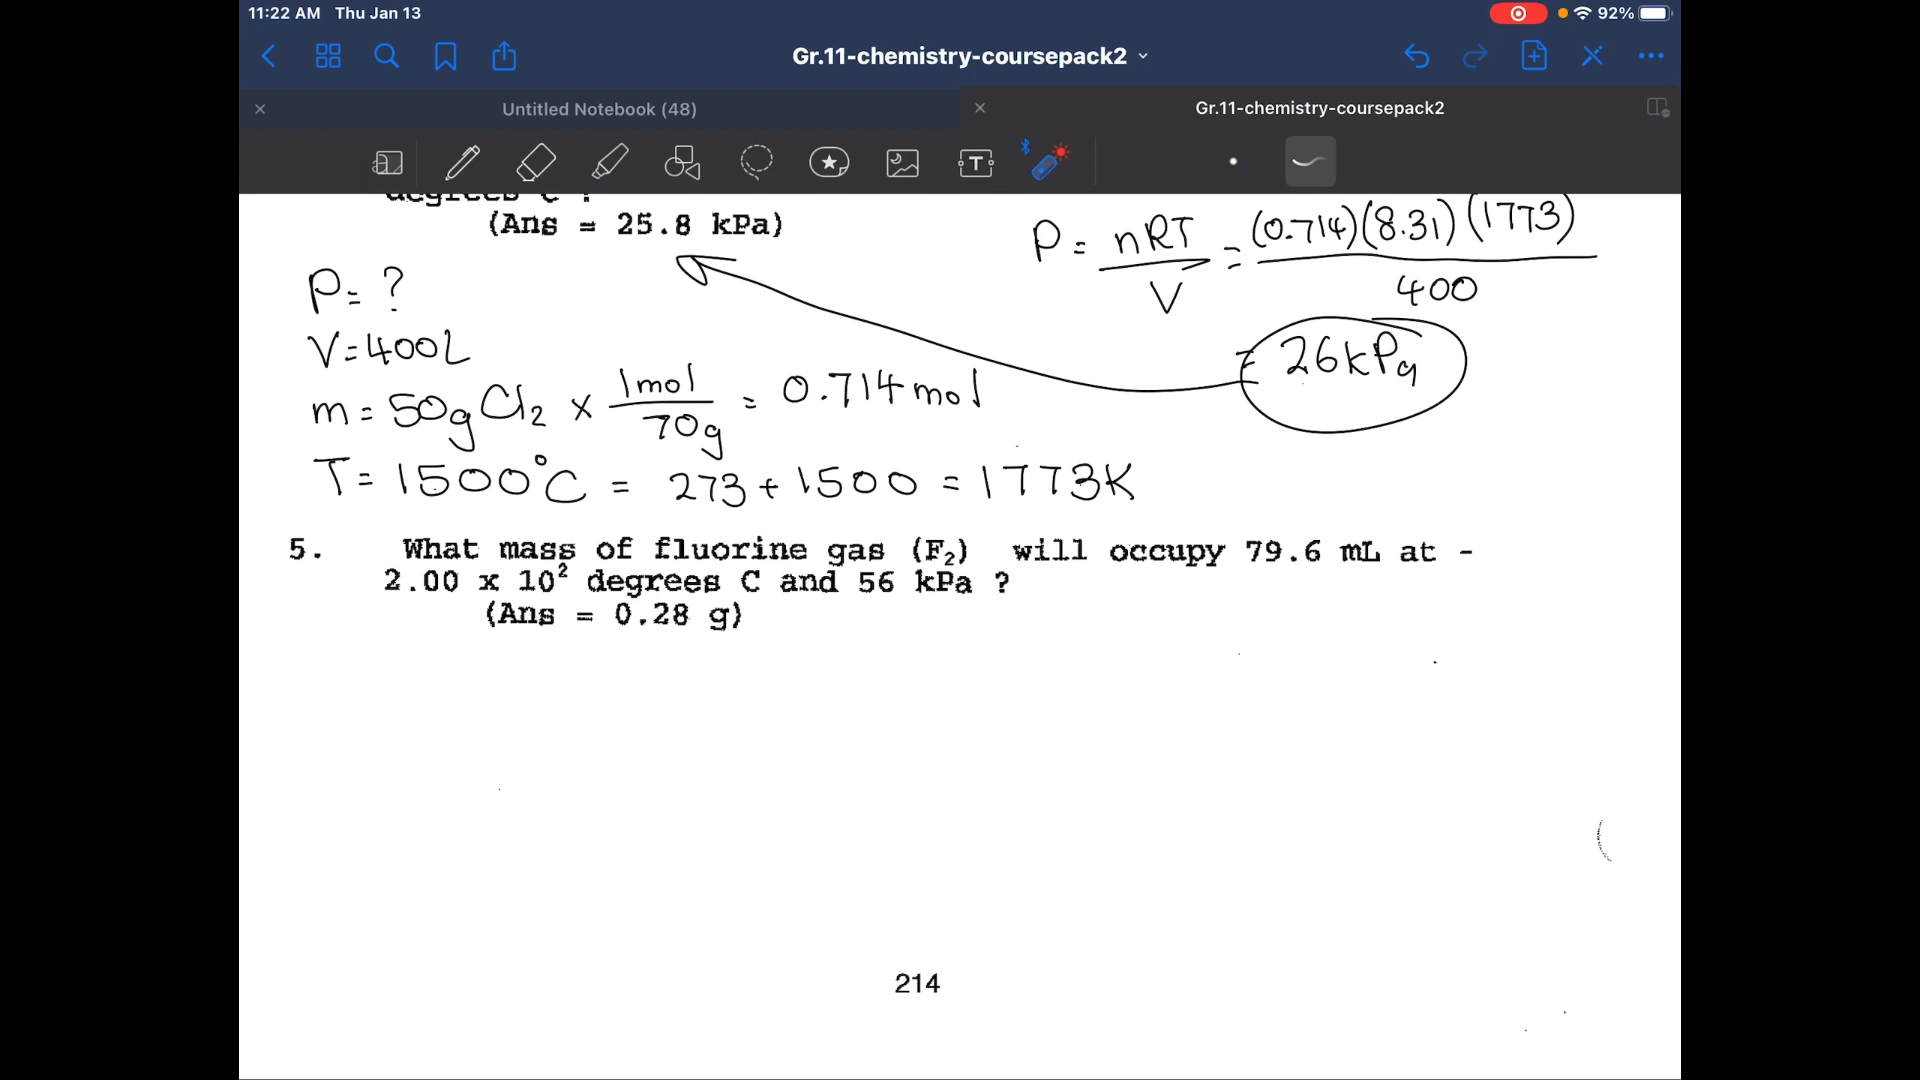 11:22 AM Thu Jan 13
92%
Gr.11-chemistry-coursepack2
Untitled Notebook (48)
Gr.11-chemistry-coursepack2
degrees C ?
(Ans = 25.8 kPa)
P = nRT/V = (0.714)(8.31)(1773)/400
= 26kPa
P = ?
V = 400L
m = 50g Cl2 x 1mol/70g = 0.714 mol
T = 1500°C = 273 + 1500 = 1773K
5. What mass of fluorine gas (F₂) will occupy 79.6 mL at -
2.00 x 10² degrees C and 56 kPa ?
(Ans = 0.28 g)
214